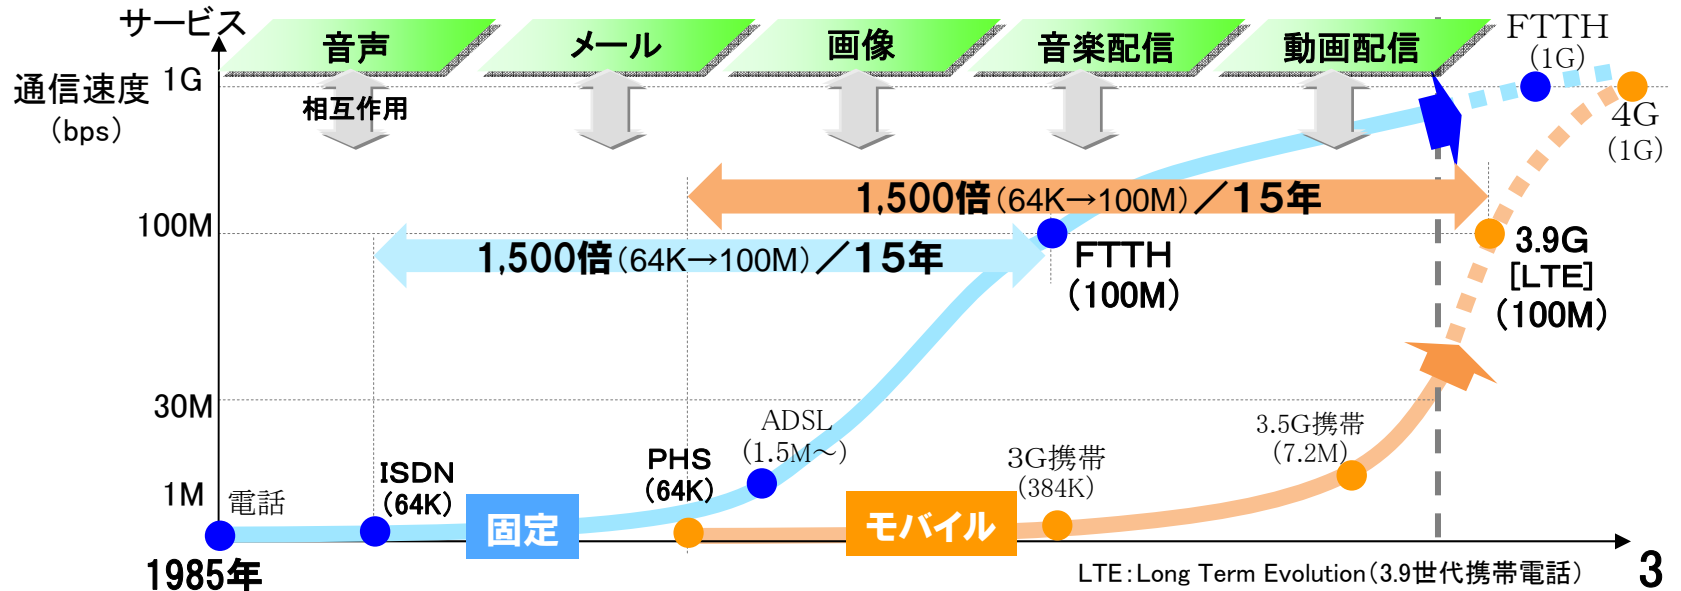 サービス
音声
メール
画像
音楽配信
動画配信
FTTH
(1G)
通信速度
(bps)
1G
相互作用
4G
(1G)
1,500倍(64K→100M)／15年
100M
1,500倍(64K→100M)／15年
FTTH
(100M)
3.9G
[LTE]
(100M)
30M
ADSL
(1.5M～)
3.5G携帯
(7.2M)
PHS
(64K)
3G携帯
(384K)
ISDN
(64K)
1M
電話
固定
モバイル
1985年
LTE:Long Term Evolution(3.9世代携帯電話)
3